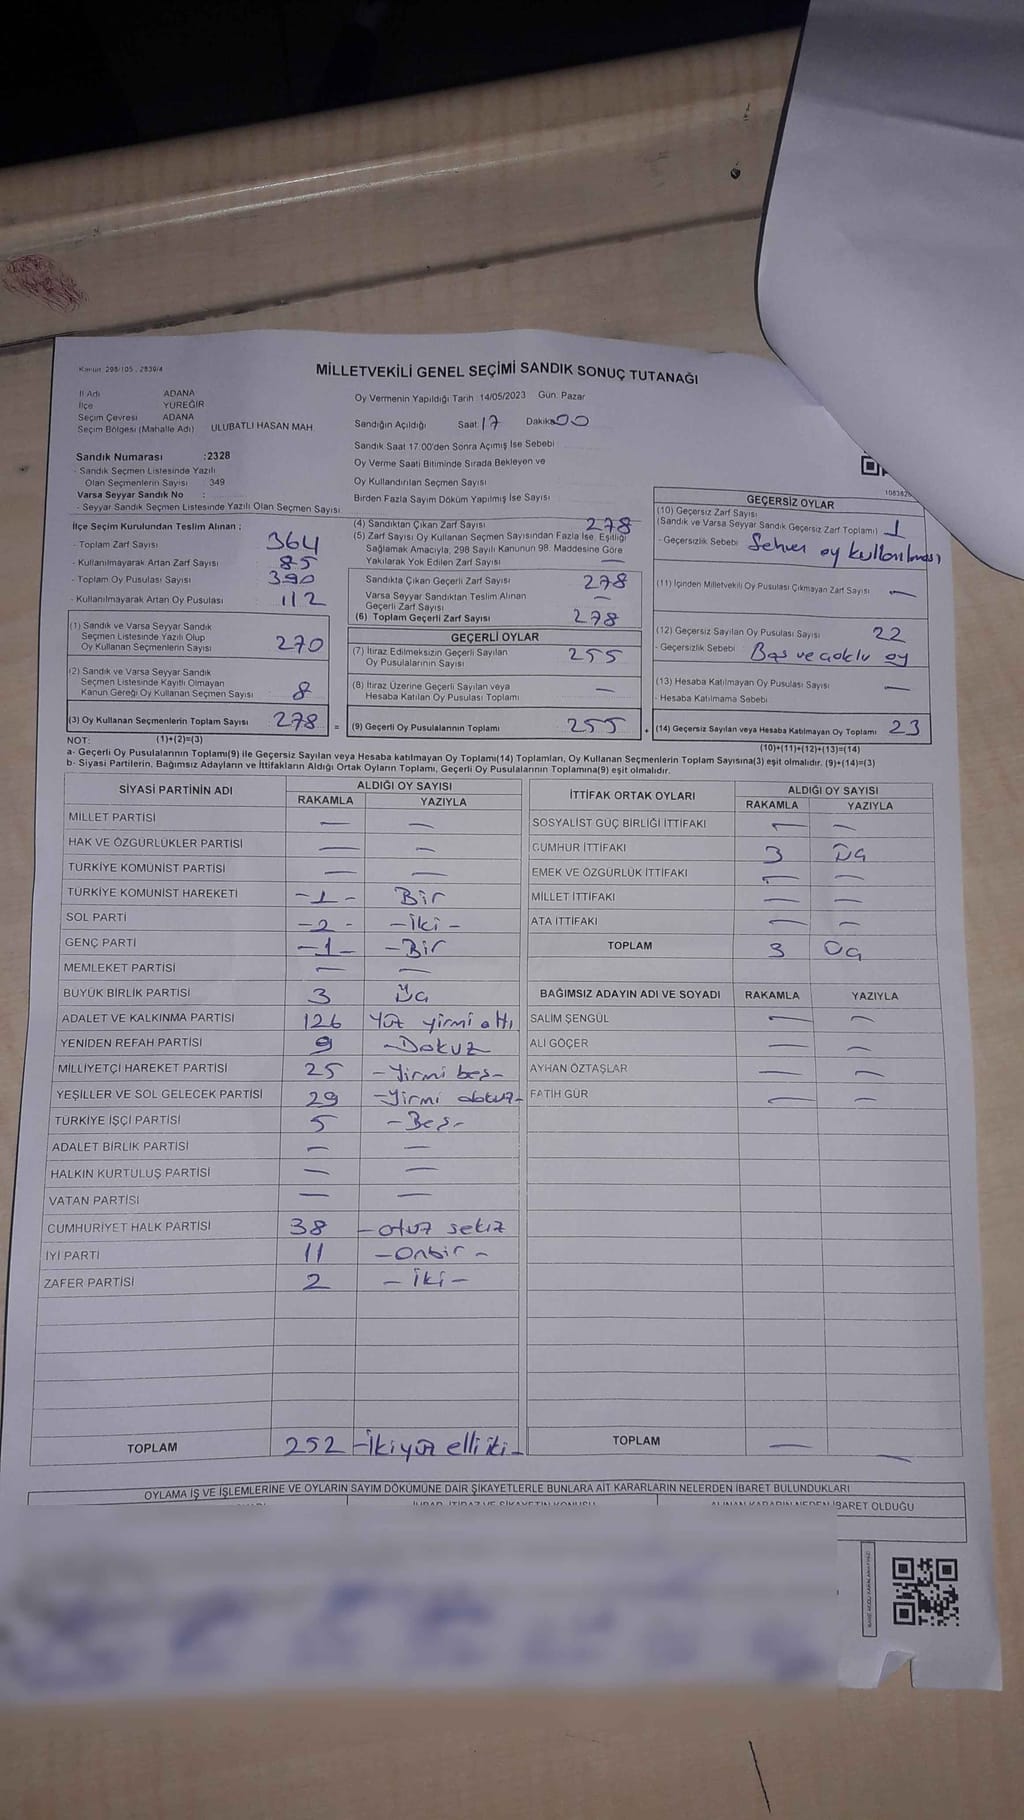 Kanun 298/105, 2839/4
MİLLETVEKİLİ GENEL SEÇİMİ SANDIK SONUÇ TUTANAĞI
İl Adı ADANA
İlçe YÜREĞİR
Seçim Çevresi ADANA
Seçim Bölgesi (Mahalle Adı) ULUBATLI HASAN MAH.
Sandık Numarası :2328
- Sandık Seçmen Listesinde Yazılı
Olan Seçmenlerin Sayısı 349
Varsa Seyyar Sandık No :
- Seyyar Sandık Seçmen Listesinde Yazılı Olan Seçmen Sayısı
Oy Vermenin Yapıldığı Tarih 14/05/2023 Gün. Pazar
Sandığın Açıldığı Saat 17 Dakika 00
Sandık Saat 17.00'den Sonra Açımış İse Sebebi
Oy Verme Saati Bitiminde Sırada Bekleyen ve
Oy Kullandırılan Seçmen Sayısı
Birden Fazla Sayım Döküm Yapılmış İse Sayısı
İlçe Seçim Kurulundan Teslim Alınan ;
- Toplam Zarf Sayısı 364
- Kullanılmayarak Artan Zarf Sayısı 85
- Toplam Oy Pusulası Sayısı 390
- Kullanılmayarak Artan Oy Pusulası 112
(1) Sandık ve Varsa Seyyar Sandık
Seçmen Listesinde Yazılı Olup
Oy Kullanan Seçmenlerin Sayısı 270
(2) Sandık ve Varsa Seyyar Sandık
Seçmen Listesinde Kayıtlı Olmayan
Kanun Gereği Oy Kullanan Seçmen Sayısı 8
(3) Oy Kullanan Seçmenlerin Toplam Sayısı 278 =
(4) Sandıktan Çıkan Zarf Sayısı 278
(5) Zarf Sayısı Oy Kullanan Seçmen Sayısından Fazla İse, Eşitliği
Sağlamak Amacıyla, 298 Sayılı Kanunun 98. Maddesine Göre
Yakılarak Yok Edilen Zarf Sayısı —
Sandıkta Çıkan Geçerli Zarf Sayısı 278
Varsa Seyyar Sandıktan Teslim Alınan
Geçerli Zarf Sayısı —
(6) Toplam Geçerli Zarf Sayısı 278
GEÇERLİ OYLAR
(7) İtiraz Edilmeksizin Geçerli Sayılan
Oy Pusulalarının Sayısı 255
(8) İtiraz Üzerine Geçerli Sayılan veya
Hesaba Katılan Oy Pusulaları Toplamı —
(9) Geçerli Oy Pusulalarının Toplamı 255 +
108382
GEÇERSİZ OYLAR
(10) Geçersiz Zarf Sayısı
(Sandık ve Varsa Seyyar Sandık Geçersiz Zarf Toplamı) 1
- Geçersizlik Sebebi Sehven oy kullanılması
(11) İçinden Milletvekili Oy Pusulası Çıkmayan Zarf Sayısı —
(12) Geçersiz Sayılan Oy Pusulası Sayısı 22
- Geçersizlik Sebebi Boş ve çoklu oy
(13) Hesaba Katılmayan Oy Pusulası Sayısı —
- Hesaba Katılmama Sebebi
(14) Geçersiz Sayılan veya Hesaba Katılmayan Oy Toplamı 23
NOT: (1)+(2)=(3) (10)+(11)+(12)+(13)=(14)
a- Geçerli Oy Pusulalarının Toplamı(9) ile Geçersiz Sayılan veya Hesaba katılmayan Oy Toplamı(14) Toplamları, Oy Kullanan Seçmenlerin Toplam Sayısına(3) eşit olmalıdır. (9)+(14)=(3)
b- Siyasi Partilerin, Bağımsız Adayların ve İttifakların Aldığı Ortak Oyların Toplamı, Geçerli Oy Pusulalarının Toplamına(9) eşit olmalıdır.
SİYASİ PARTİNİN ADI ALDIĞI OY SAYISI
RAKAMLA YAZIYLA
MİLLET PARTİSİ — —
HAK VE ÖZGÜRLÜKLER PARTİSİ — —
TÜRKİYE KOMÜNİST PARTİSİ — —
TÜRKİYE KOMÜNİST HAREKETİ -1- Bir
SOL PARTİ -2- -İki-
GENÇ PARTİ -1- -Bir
MEMLEKET PARTİSİ — —
BÜYÜK BİRLİK PARTİSİ 3 Üç
ADALET VE KALKINMA PARTİSİ 126 Yüz yirmi altı
YENİDEN REFAH PARTİSİ 9 -Dokuz
MİLLİYETÇİ HAREKET PARTİSİ 25 -Yirmi beş-
YEŞİLLER VE SOL GELECEK PARTİSİ 29 -Yirmi dokuz-
TÜRKİYE İŞÇİ PARTİSİ 5 -Beş-
ADALET BİRLİK PARTİSİ — —
HALKIN KURTULUŞ PARTİSİ — —
VATAN PARTİSİ — —
CUMHURİYET HALK PARTİSİ 38 -otuz sekiz
İYİ PARTİ 11 -Onbir-
ZAFER PARTİSİ 2 -İki-
TOPLAM 252 -İkiyüz elli iki-
İTTİFAK ORTAK OYLARI ALDIĞI OY SAYISI
RAKAMLA YAZIYLA
SOSYALİST GÜÇ BİRLİĞİ İTTİFAKI — —
CUMHUR İTTİFAKI 3 Üç
EMEK VE ÖZGÜRLÜK İTTİFAKI — —
MİLLET İTTİFAKI — —
ATA İTTİFAKI — —
TOPLAM 3 Üç
BAĞIMSIZ ADAYIN ADI VE SOYADI RAKAMLA YAZIYLA
SALİM ŞENGÜL — —
ALİ GÖÇER — —
AYHAN ÖZTAŞLAR — —
FATİH GÜR — —
TOPLAM — —
OYLAMA İŞ VE İŞLEMLERİNE VE OYLARIN SAYIM DÖKÜMÜNE DAİR ŞİKAYETLERLE BUNLARA AİT KARARLARIN NELERDEN İBARET BULUNDUKLARI
İHBAR, İTİRAZ VE ŞİKAYETİN KONUSU
ALINAN KARARIN NEDEN İBARET OLDUĞU